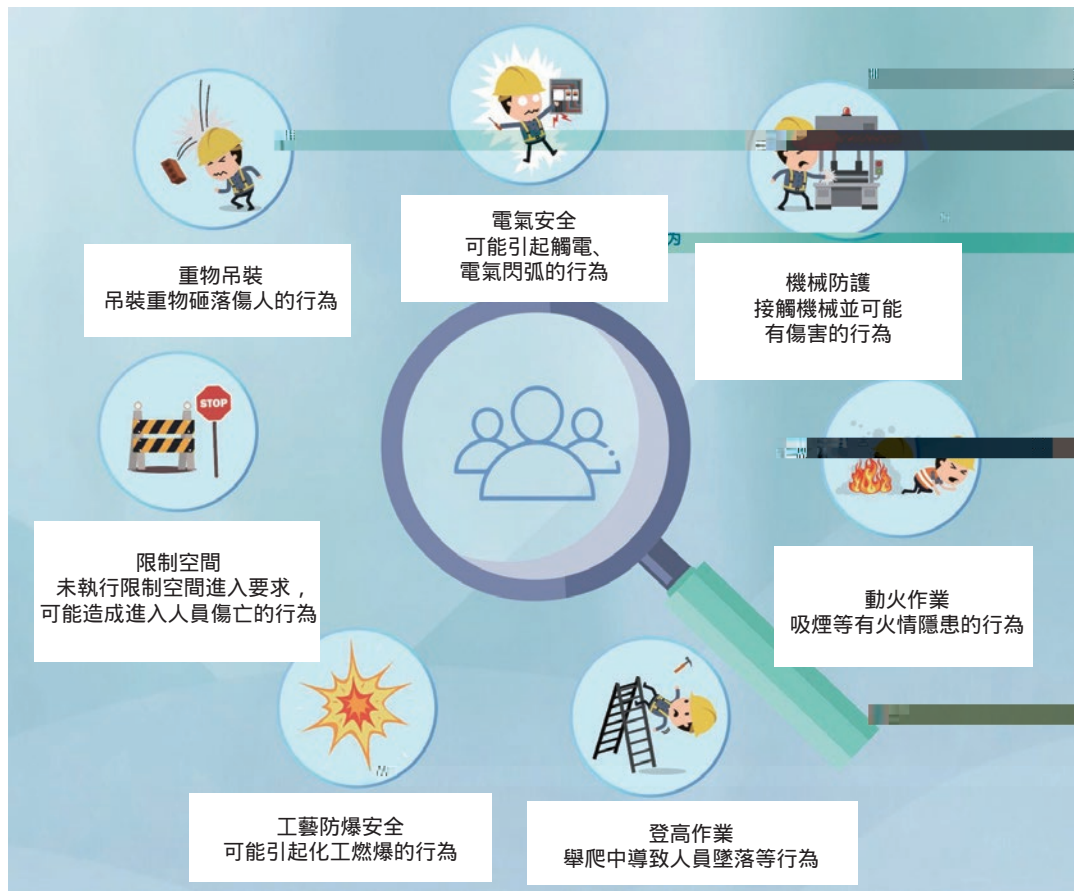 電氣安全
可能引起觸電、
電氣閃弧的行為
重物吊裝
吊裝重物砸落傷人的行為
機械防護
接觸機械並可能
有傷害的行為
STOP
限制空間
未執行限制空間進入要求，
可能造成進入人員傷亡的行為
動火作業
吸煙等有火情隱患的行為
工藝防爆安全
可能引起化工燃爆的行為
登高作業
舉爬中導致人員墜落等行為